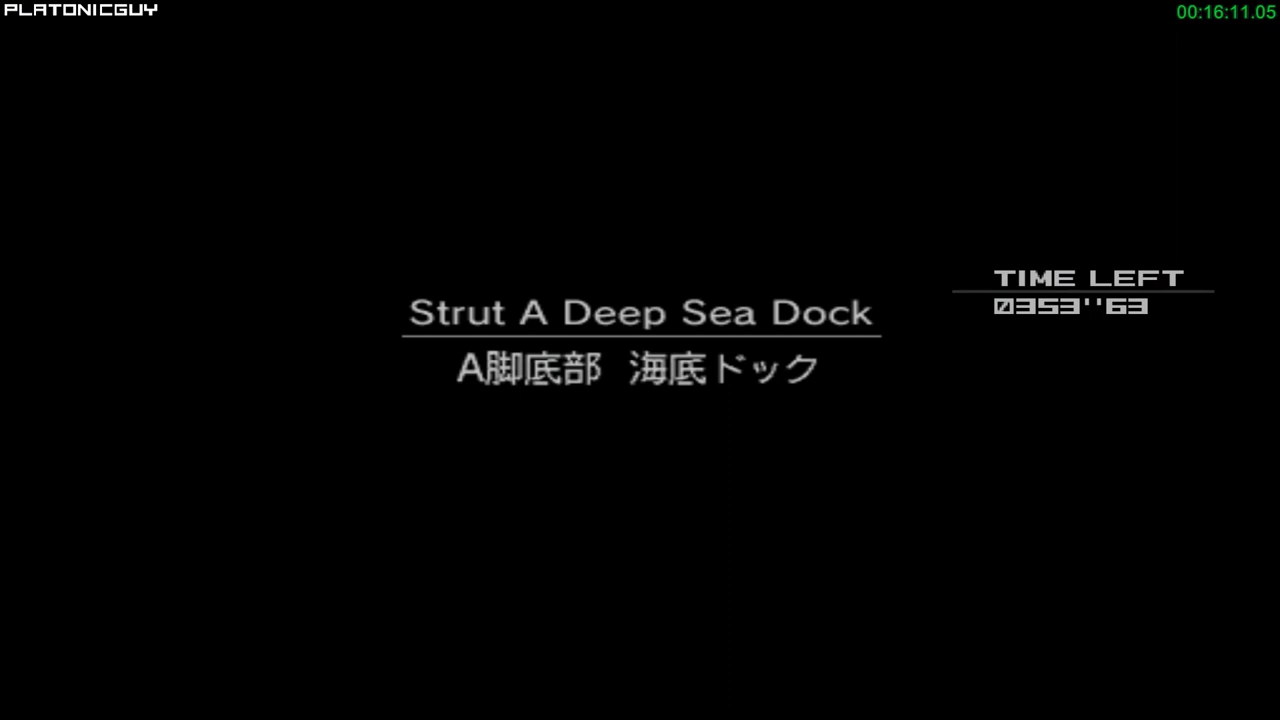 PLATONICGUY
00:16:11.05
TIME LEFT
0353"63
Strut A Deep Sea Dock
A脚底部 海底ドック